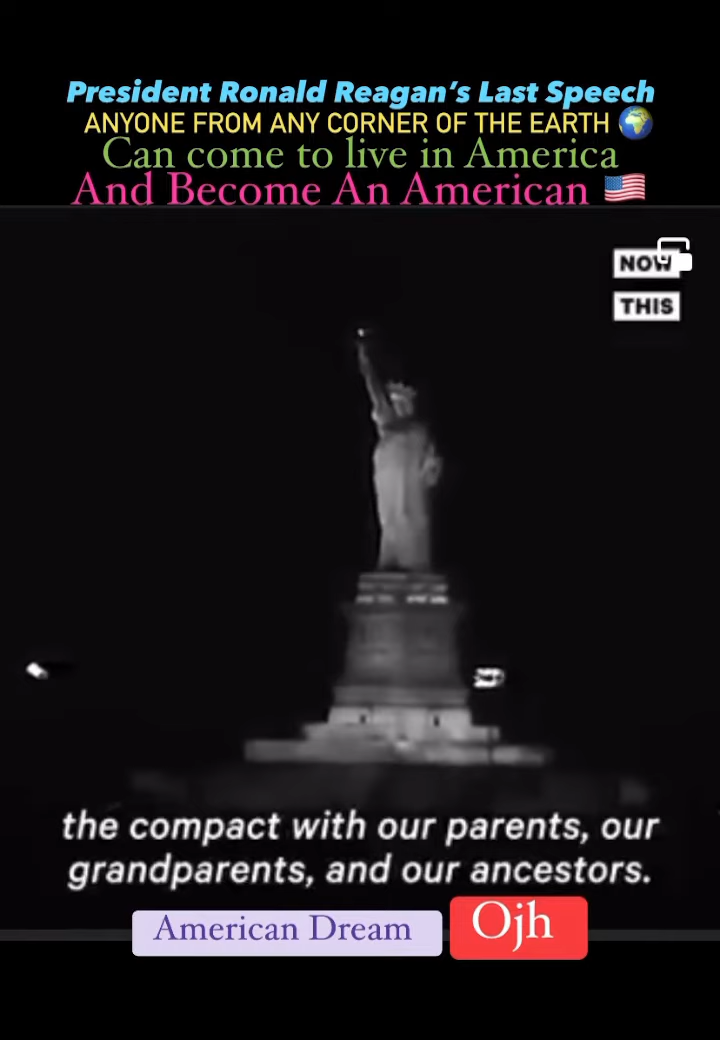 President Ronald Reagan's Last Speech
ANYONE FROM ANY CORNER OF THE EARTH 🌍
Can come to live in America
And Become An American 🇺🇸
NOW
THIS
the compact with our parents, our
grandparents, and our ancestors.
American Dream
Ojh